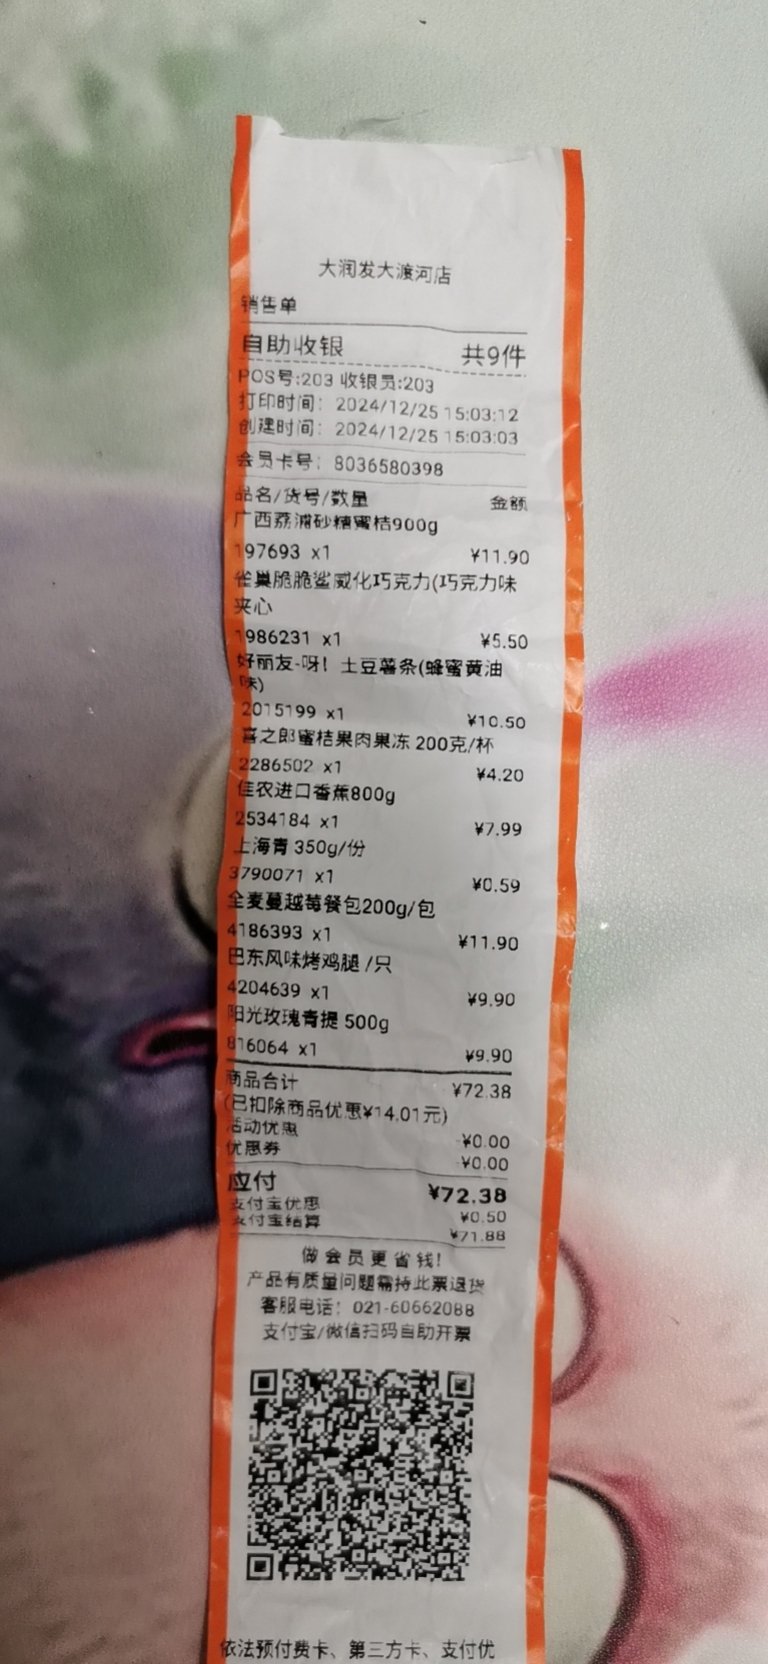 大润发大渡河店
销售单
自助收银 共9件
POS号:203 收银员:203
打印时间: 2024/12/25 15:03:12
创建时间: 2024/12/25 15:03:03
会员卡号: 8036580398
品名/货号/数量 金额
广西荔浦砂糖蜜桔900g
197693 x1 ¥11.90
雀巢脆脆鲨威化巧克力(巧克力味
夹心
1986231 x1 ¥5.50
好丽友-呀! 土豆薯条(蜂蜜黄油
味)
2015199 x1 ¥10.50
喜之郎蜜桔果肉果冻 200克/杯
2286502 x1 ¥4.20
佳农进口香蕉800g
2534184 x1 ¥7.99
上海青 350g/份
3790071 x1 ¥0.59
全麦蔓越莓餐包200g/包
4186393 x1 ¥11.90
巴东风味烤鸡腿 /只
4204639 x1 ¥9.90
阳光玫瑰青提 500g
816064 x1 ¥9.90
商品合计 ¥72.38
(已扣除商品优惠¥14.01元)
活动优惠 -¥0.00
优惠券 -¥0.00
应付 ¥72.38
支付宝优惠 ¥0.50
支付宝结算 ¥71.88
做会员更省钱!
产品有质量问题需持此票退货
客服电话: 021-60662088
支付宝/微信扫码自助开票
依法预付费卡、第三方卡、支付优